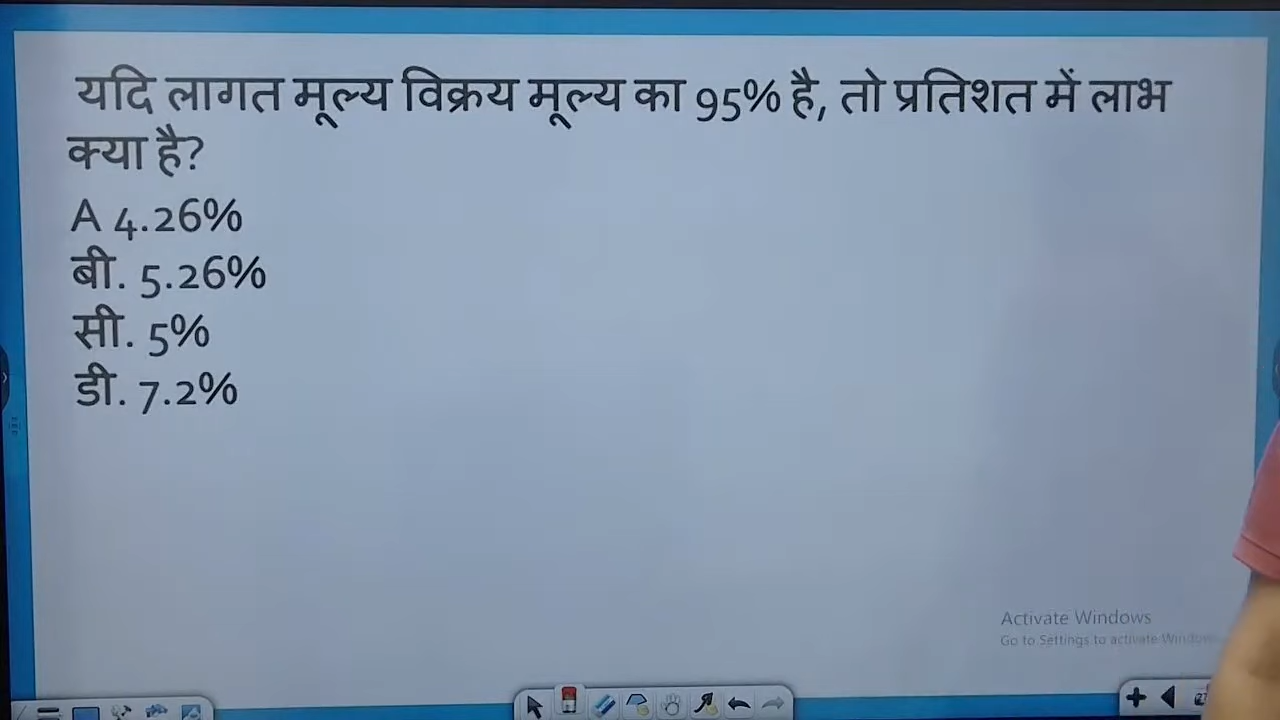 यदि लागत मूल्य विक्रय मूल्य का 95% है, तो प्रतिशत में लाभ
क्या है?
A 4.26%
बी. 5.26%
सी. 5%
डी. 7.2%
Activate Windows
Go to Settings to activate Windows